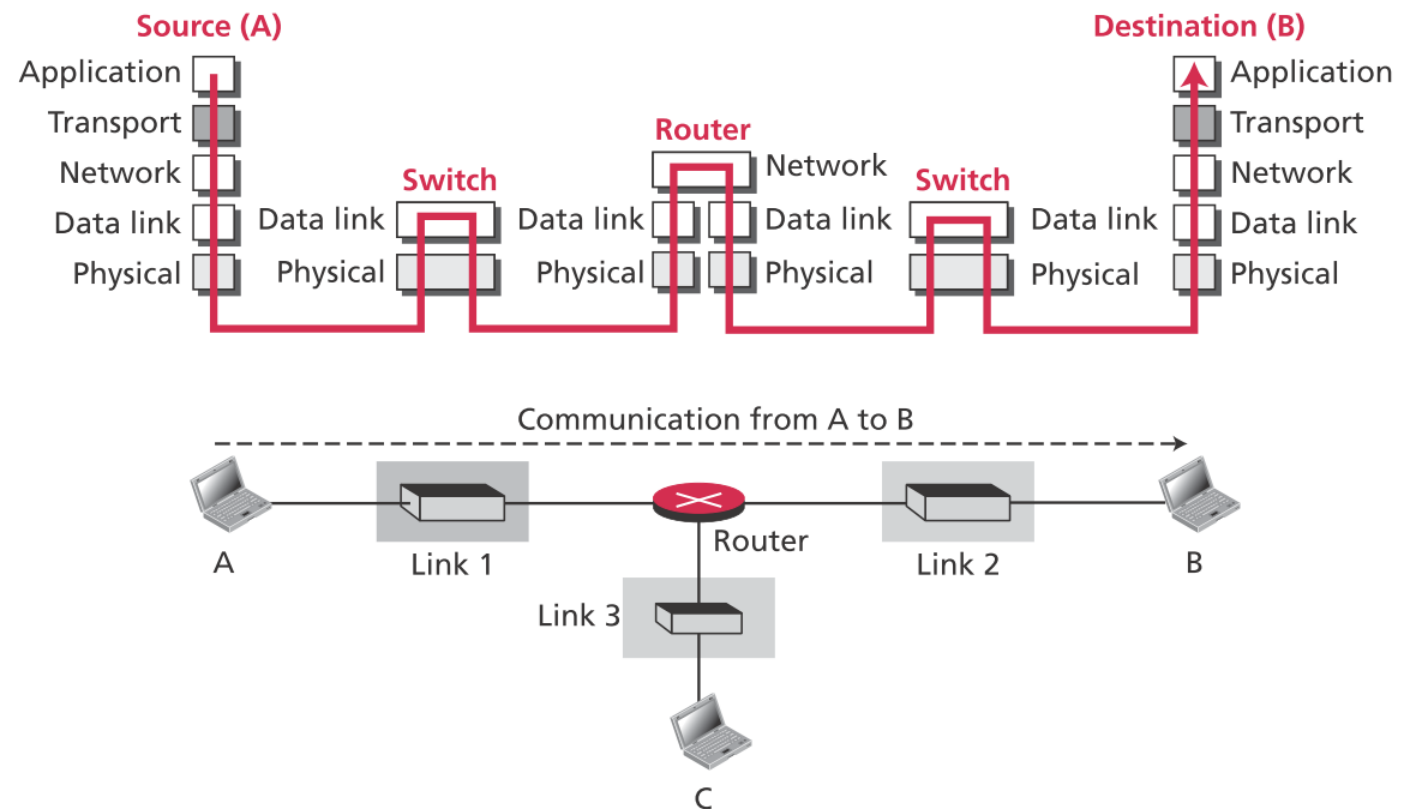 Source (A)
Destination (B)
Application
Application
Transport
Router
Transport
Network
Switch
Network
Switch
Network
Data link
Data link
Data link
Data link
Data link
Data link
Physical
Physical
Physical
Physical
Physical
Physical
Communication from A to B
A
Link 1
Router
Link 2
B
Link 3
C